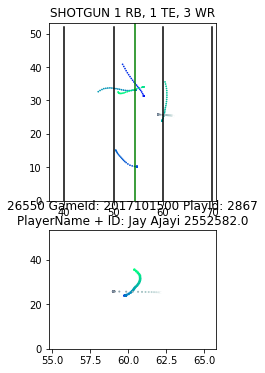 SHOTGUN 1 RB, 1 TE, 3 WR
50
40
30
20
10
0
40 50 60 70
26550 GameId: 2017101500 PlayId: 2867
PlayerName + ID: Jay Ajayi 2552582.0
40
20
0
55.0 57.5 60.0 62.5 65.0